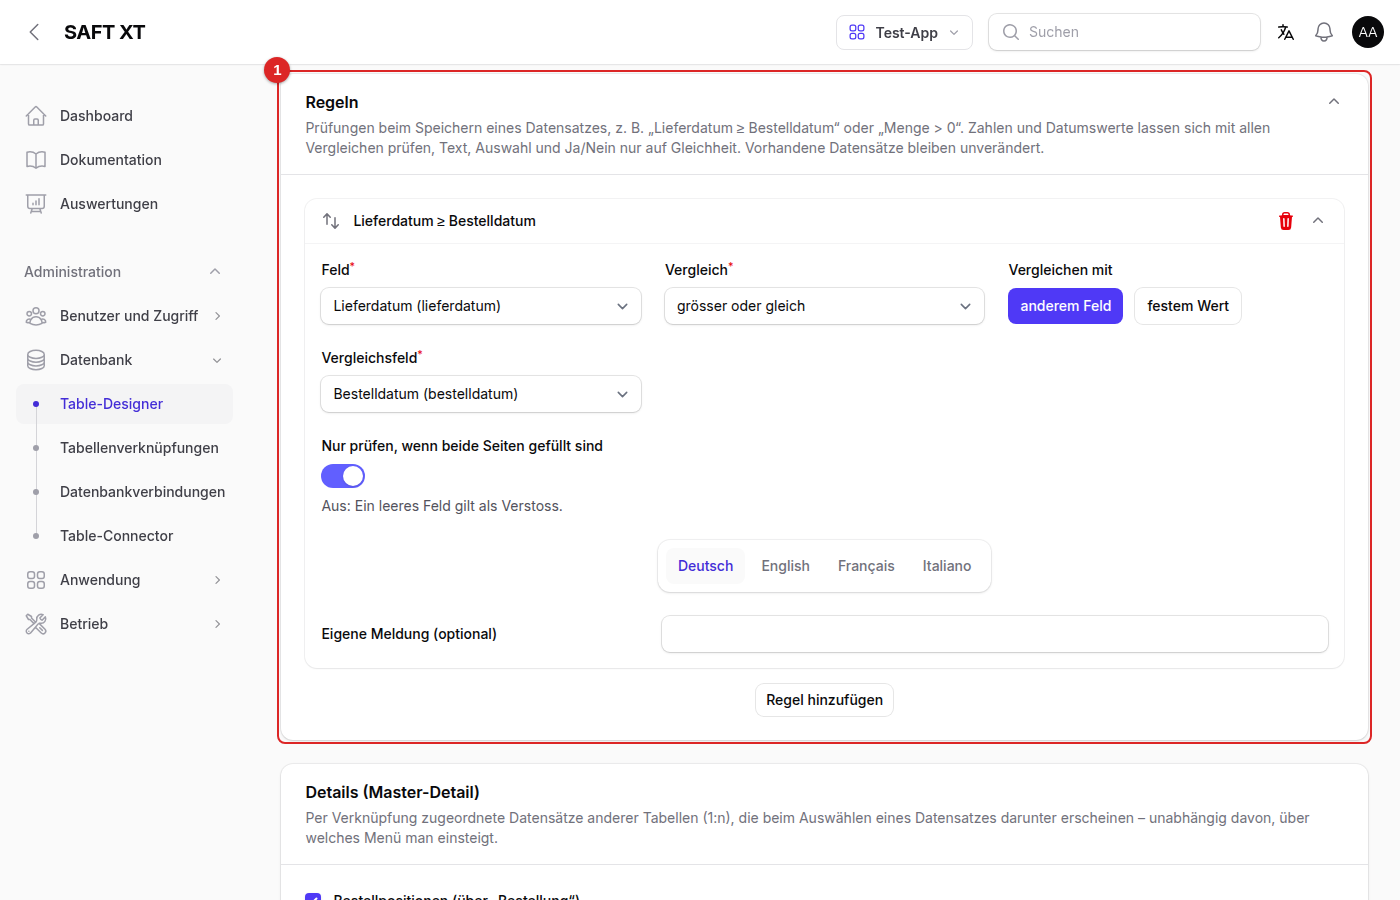 SAFT XT
Test-App
Suchen
AA
1
Dashboard
Dokumentation
Auswertungen
Administration
Benutzer und Zugriff
Datenbank
Table-Designer
Tabellenverknüpfungen
Datenbankverbindungen
Table-Connector
Anwendung
Betrieb
Regeln
Prüfungen beim Speichern eines Datensatzes, z. B. „Lieferdatum ≥ Bestelldatum“ oder „Menge > 0“. Zahlen und Datumswerte lassen sich mit allen
Vergleichen prüfen, Text, Auswahl und Ja/Nein nur auf Gleichheit. Vorhandene Datensätze bleiben unverändert.
Lieferdatum ≥ Bestelldatum
Feld* Vergleich* Vergleichen mit
Lieferdatum (lieferdatum) grösser oder gleich anderem Feld festem Wert
Vergleichsfeld*
Bestelldatum (bestelldatum)
Nur prüfen, wenn beide Seiten gefüllt sind
Aus: Ein leeres Feld gilt als Verstoss.
Deutsch English Français Italiano
Eigene Meldung (optional)
Regel hinzufügen
Details (Master-Detail)
Per Verknüpfung zugeordnete Datensätze anderer Tabellen (1:n), die beim Auswählen eines Datensatzes darunter erscheinen – unabhängig davon, über
welches Menü man einsteigt.
Bestellpositionen (über „Bestellung“)